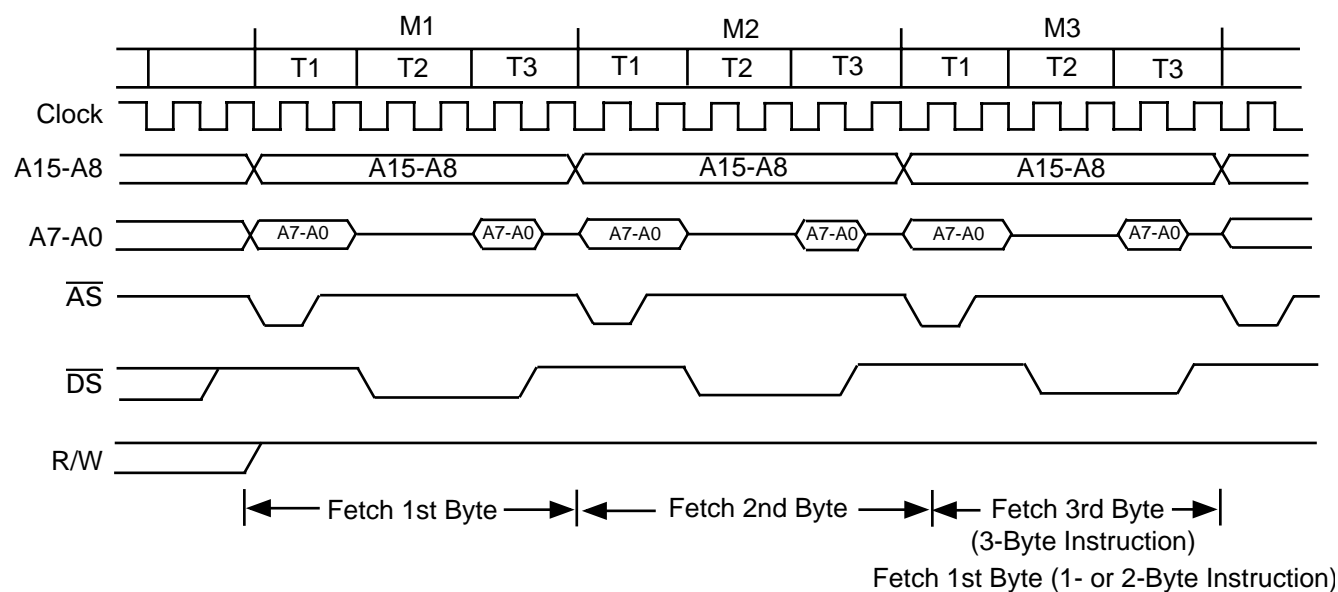 M1 M2 M3
T1 T2 T3 T1 T2 T3 T1 T2 T3
Clock
A15-A8 A15-A8 A15-A8 A15-A8
A7-A0 A7-A0 A7-A0 A7-A0 A7-A0 A7-A0 A7-A0
AS
DS
R/W
Fetch 1st Byte Fetch 2nd Byte Fetch 3rd Byte
(3-Byte Instruction)
Fetch 1st Byte (1- or 2-Byte Instruction)